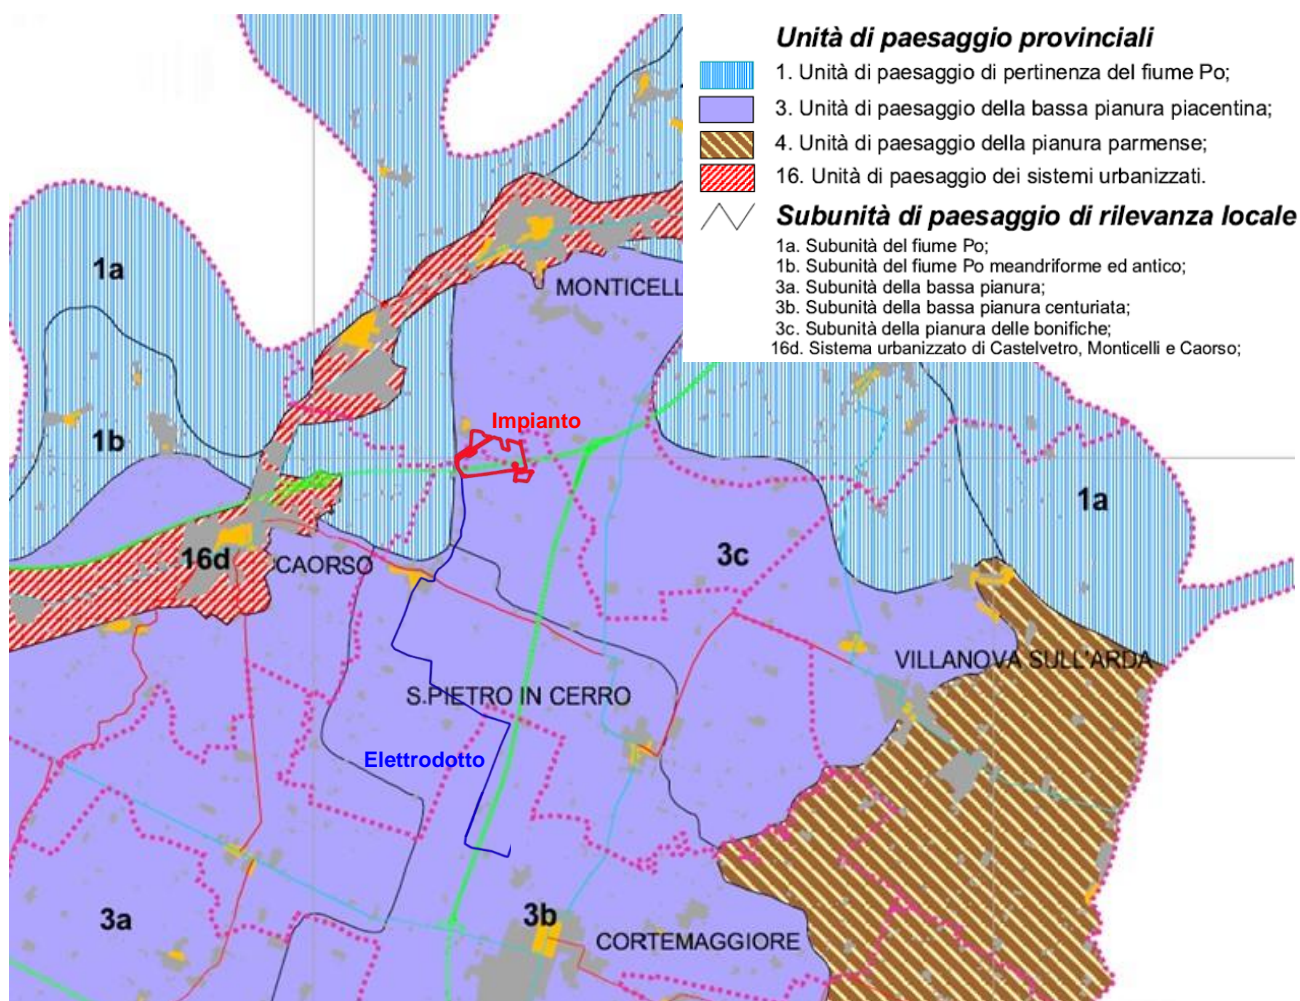 Unità di paesaggio provinciali
1. Unità di paesaggio di pertinenza del fiume Po;
3. Unità di paesaggio della bassa pianura piacentina;
4. Unità di paesaggio della pianura parmense;
16. Unità di paesaggio dei sistemi urbanizzati.
Subunità di paesaggio di rilevanza locale
1a. Subunità del fiume Po;
1b. Subunità del fiume Po meandriforme ed antico;
3a. Subunità della bassa pianura;
3b. Subunità della bassa pianura centuriata;
3c. Subunità della pianura delle bonifiche;
16d. Sistema urbanizzato di Castelvetro, Monticelli e Caorso;
1a
MONTICELL
Impianto
1b
1a
16d
CAORSO
3c
VILLANOVA SULL'ARDA
S.PIETRO IN CERRO
Elettrodotto
3a
3b
CORTEMAGGIORE